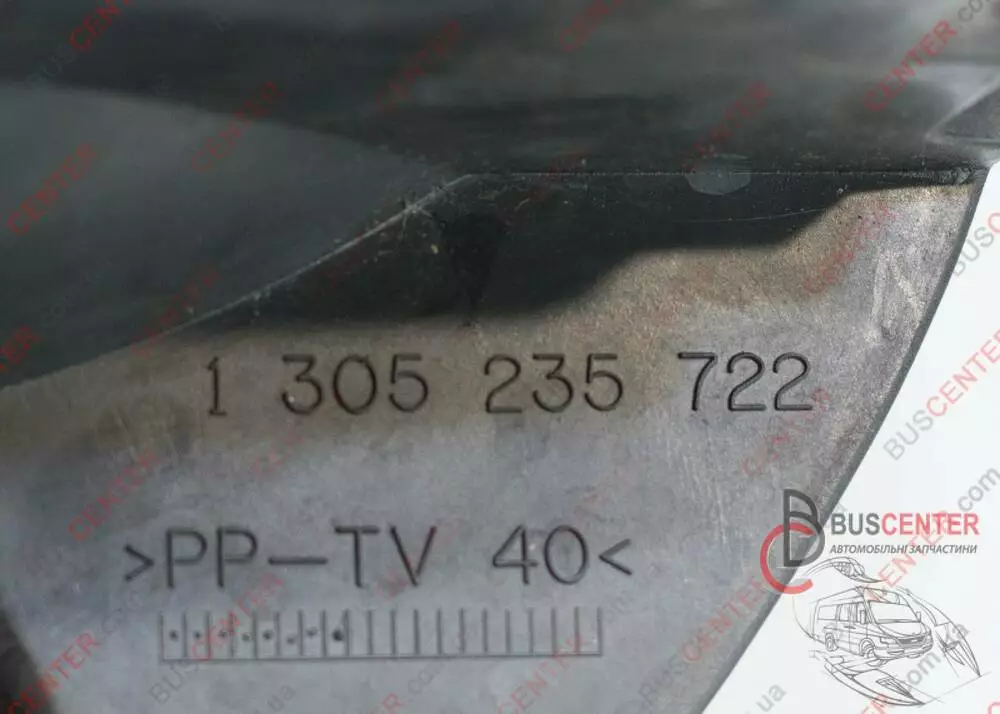 1 305 235 722
>PP-TV 40<
BUSCENTER
АВТОМОБІЛЬНІ ЗАПЧАСТИНИ